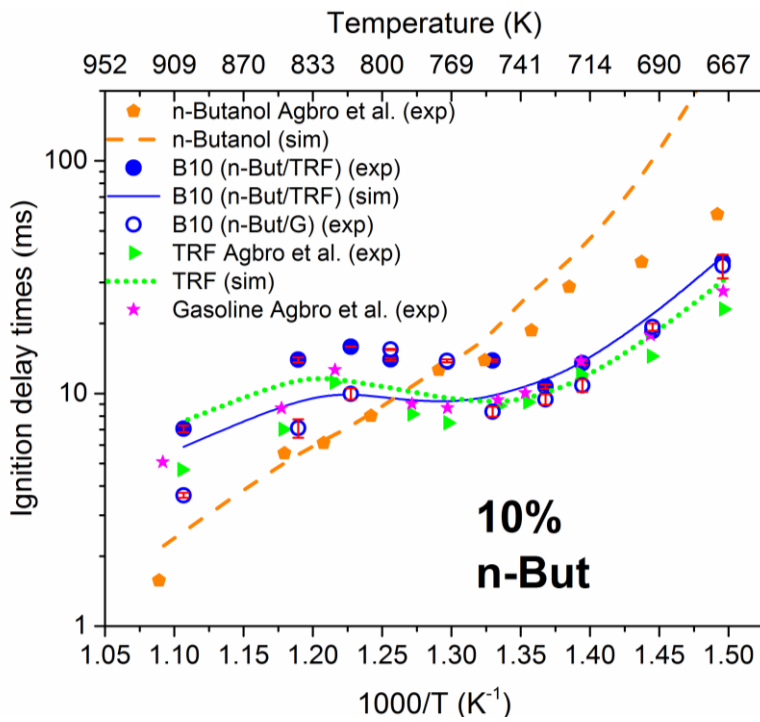 Temperature (K)
952 909 870 833 800 769 741 714 690 667
n-Butanol Agbro et al. (exp)
n-Butanol (sim)
B10 (n-But/TRF) (exp)
B10 (n-But/TRF) (sim)
B10 (n-But/G) (exp)
TRF Agbro et al. (exp)
TRF (sim)
Gasoline Agbro et al. (exp)
Ignition delay times (ms)
100
10
1
10%
n-But
1.05 1.10 1.15 1.20 1.25 1.30 1.35 1.40 1.45 1.50
1000/T (K⁻¹)